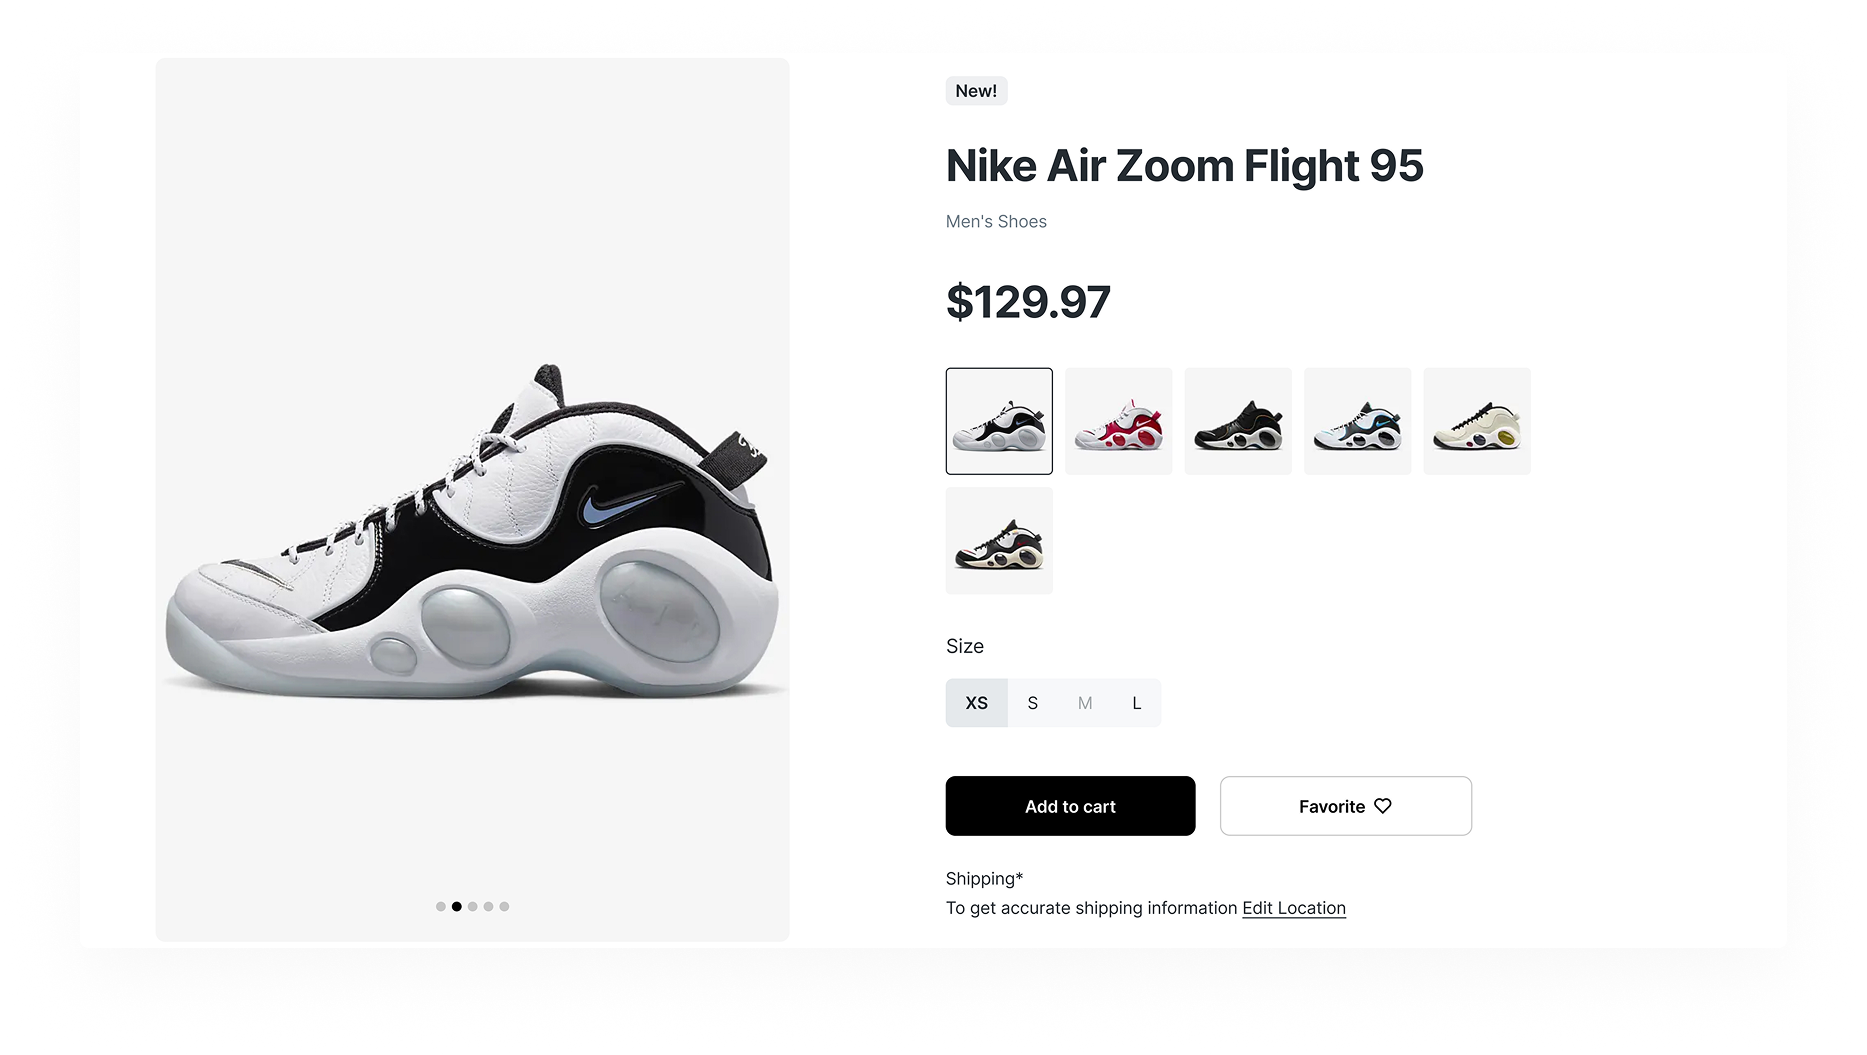 New!
Nike Air Zoom Flight 95
Men's Shoes
$129.97
Size
XS S M L
Add to cart
Favorite
Shipping*
To get accurate shipping information Edit Location